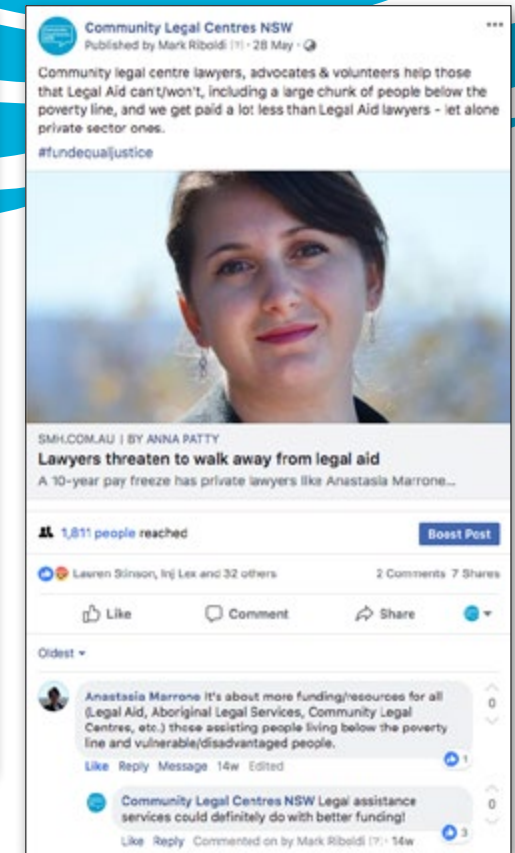 Community Legal Centres NSW
Published by Mark Riboldi [?] · 28 May ·
Community legal centre lawyers, advocates & volunteers help those
that Legal Aid can't/won't, including a large chunk of people below the
poverty line, and we get paid a lot less than Legal Aid lawyers – let alone
private sector ones.
#fundequaljustice
SMH.COM.AU | BY ANNA PATTY
Lawyers threaten to walk away from legal aid
A 10-year pay freeze has private lawyers like Anastasia Marrone...
1,811 people reached
Boost Post
Lauren Stinson, Inj Lex and 32 others 2 Comments 7 Shares
Like Comment Share
Oldest
Anastasia Marrone It's about more funding/resources for all
(Legal Aid, Aboriginal Legal Services, Community Legal
Centres, etc.) those assisting people living below the poverty
line and vulnerable/disadvantaged people.
0
Like Reply Message 14w Edited 1
Community Legal Centres NSW Legal assistance
services could definitely do with better funding!
0
Like Reply Commented on by Mark Riboldi [?] · 14w 3